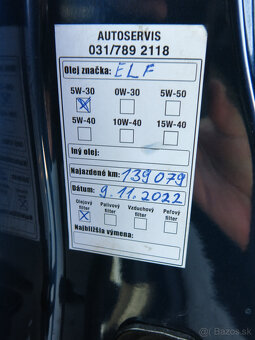 AUTOSERVIS
031/789 2118
Olej značka: ELF
5W-30 0W-30 5W-50
5W-40 10W-40 15W-40
Iný olej:
Najazdené km: 139079
Dátum: 9.11.2022
Olejový filter Palivový filter Vzduchový filter Peľový filter
Najbližšia výmena:
sbazar.sk